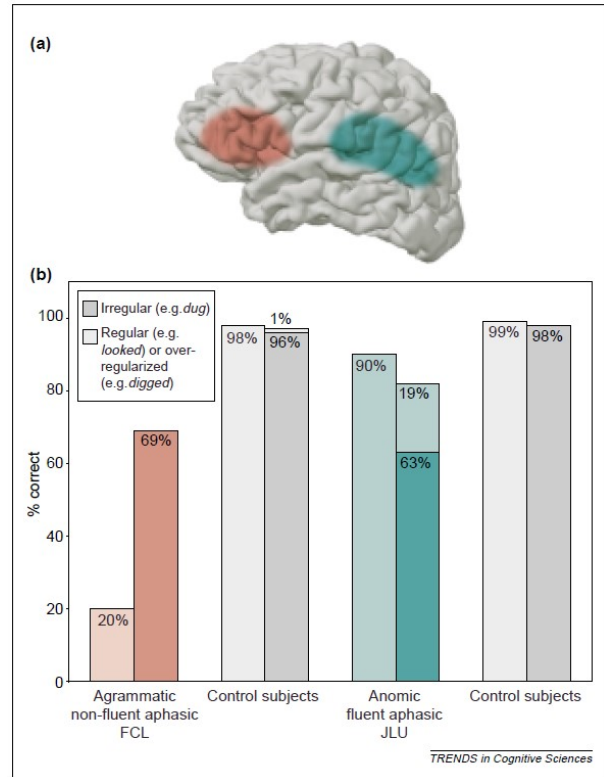 (a)
(b)
Irregular (e.g. dug)
Regular (e.g.
looked) or over-
regularized
(e.g. digged)
% correct
100
80
60
40
20
0
20%
69%
98%
1%
96%
90%
19%
63%
99%
98%
Agrammatic
non-fluent aphasic
FCL
Control subjects
Anomic
fluent aphasic
JLU
Control subjects
TRENDS in Cognitive Sciences